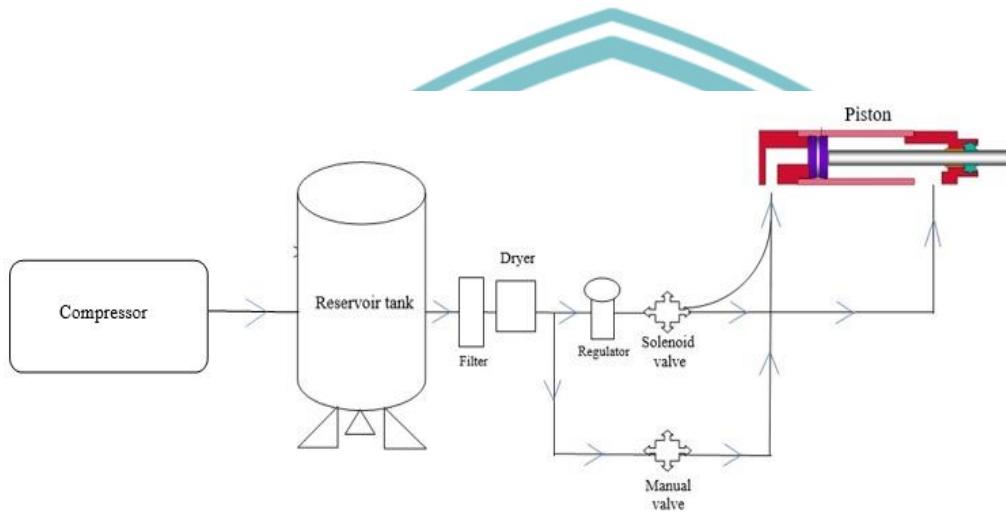 Piston
Dryer
Compressor
Reservoir tank
Filter
Regulator
Solenoid
valve
Manual
valve